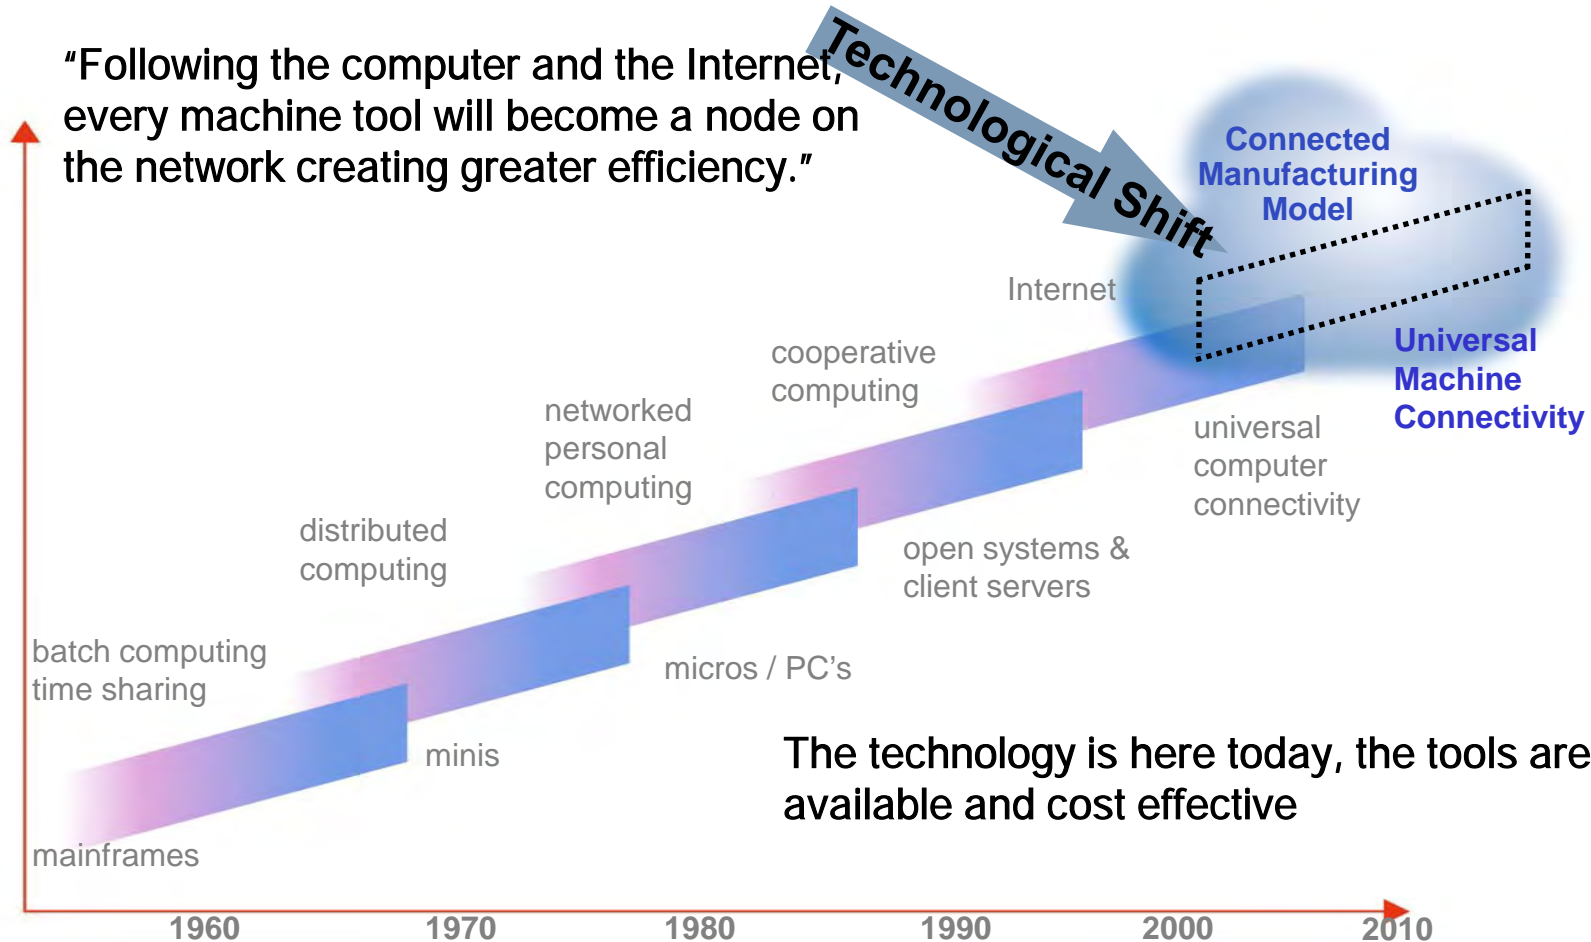 “Following the computer and the Internet,
every machine tool will become a node on
the network creating greater efficiency.”
Technological Shift
Connected
Manufacturing
Model
Internet
Universal
Machine
Connectivity
cooperative
computing
networked
personal
computing
universal
computer
connectivity
distributed
computing
open systems &
client servers
batch computing
time sharing
micros / PC’s
minis
The technology is here today, the tools are
available and cost effective
mainframes
1960 1970 1980 1990 2000 2010